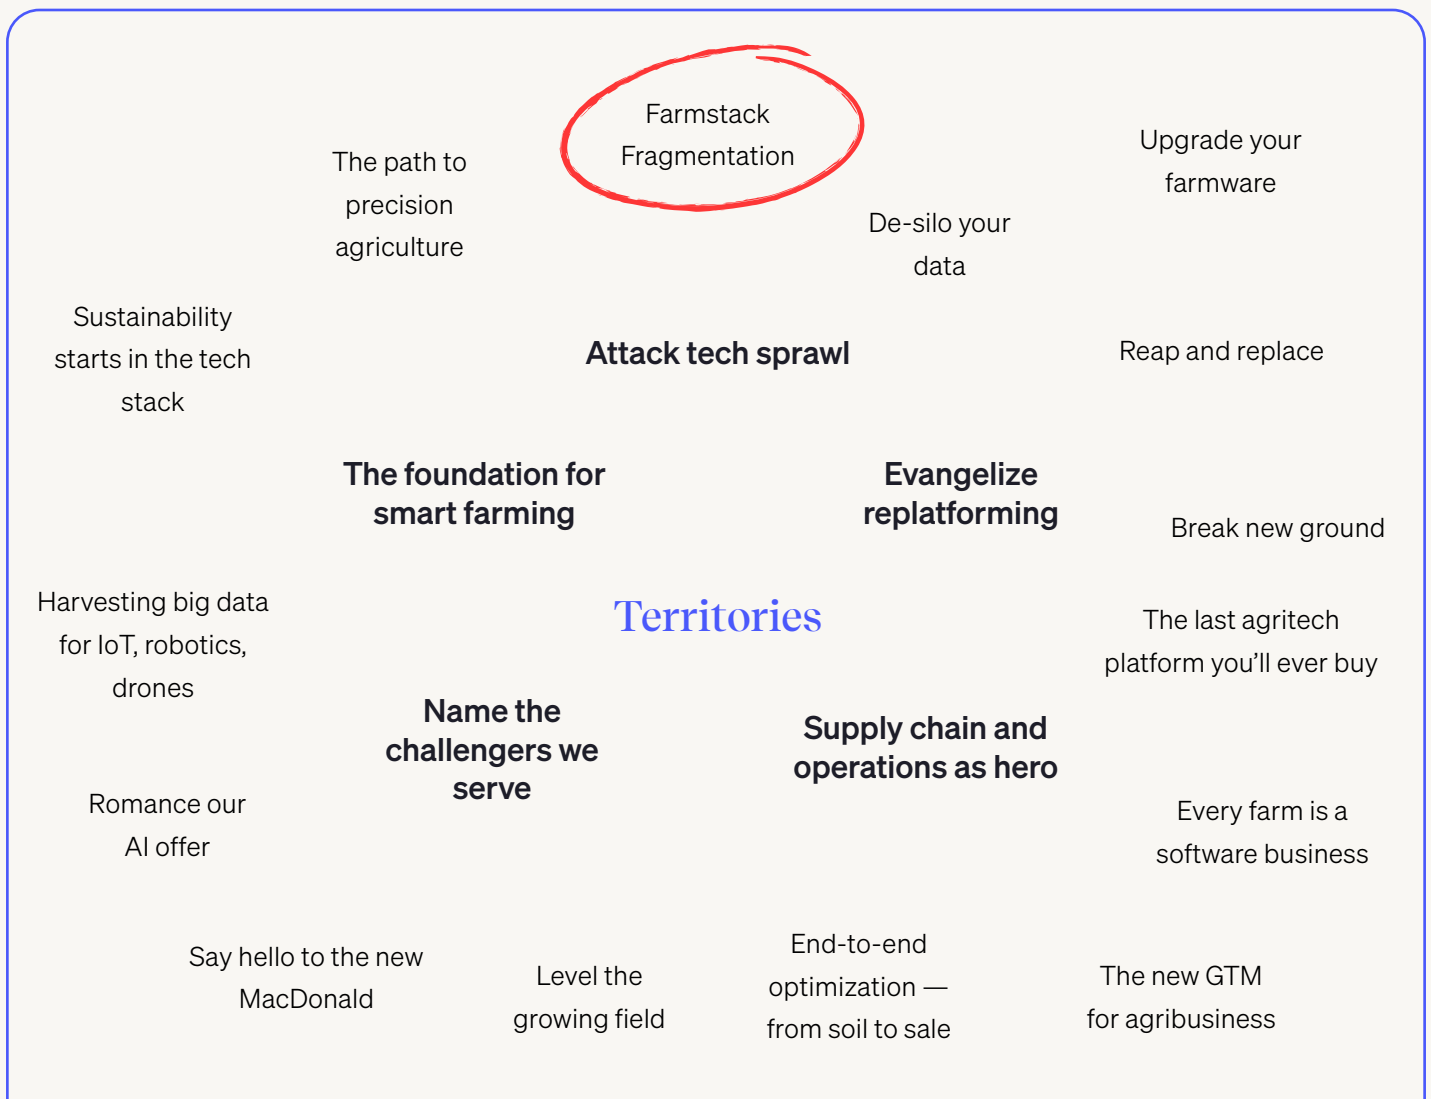 Farmstack
Fragmentation
Upgrade your
farmware
The path to
precision
agriculture
De-silo your
data
Sustainability
starts in the tech
stack
Attack tech sprawl
Reap and replace
The foundation for
smart farming
Evangelize
replatforming
Break new ground
Harvesting big data
for IoT, robotics,
drones
Territories
The last agritech
platform you’ll ever buy
Name the
challengers we
serve
Supply chain and
operations as hero
Romance our
AI offer
Every farm is a
software business
Say hello to the new
MacDonald
Level the
growing field
End-to-end
optimization —
from soil to sale
The new GTM
for agribusiness